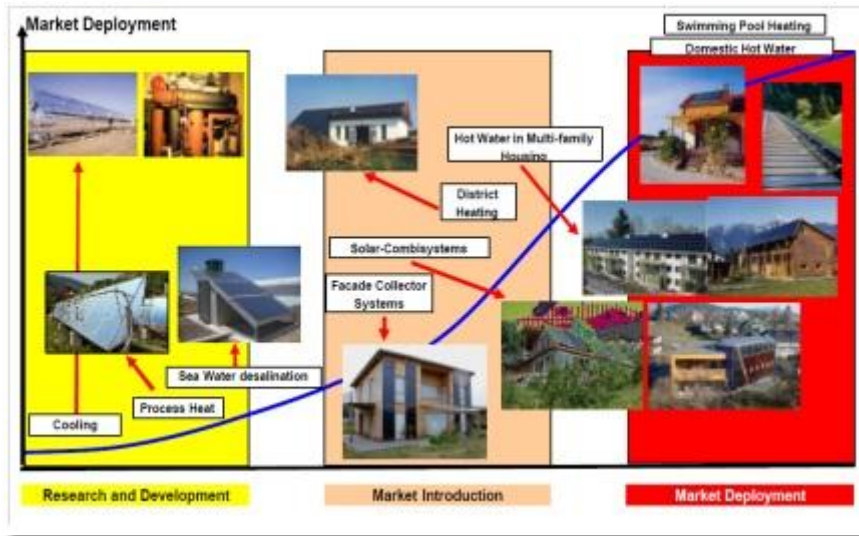 Market Deployment
Swimming Pool Heating
Domestic Hot Water
Hot Water in Multi-family
Housing
District
Heating
Solar-Combisystems
Facade Collector
Systems
Sea Water desalination
Process Heat
Cooling
Research and Development
Market Introduction
Market Deployment